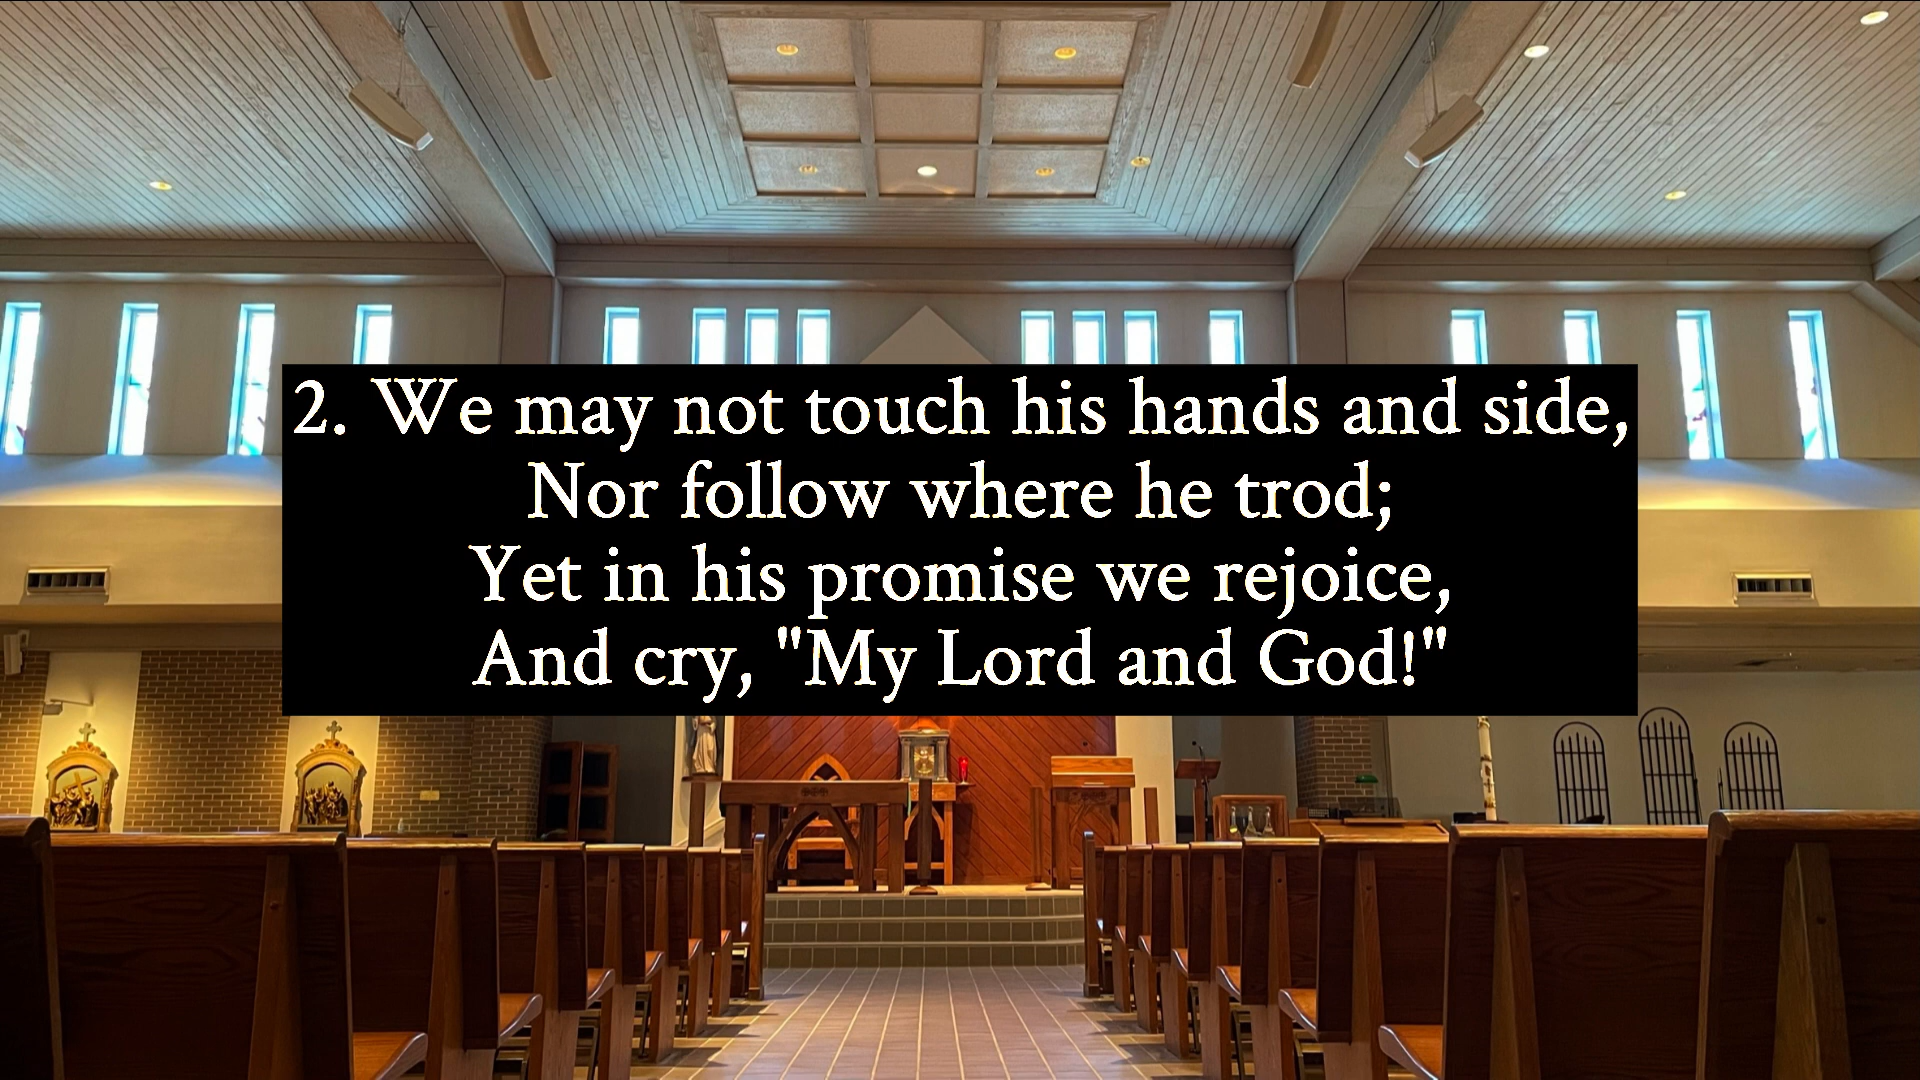 2. We may not touch his hands and side,
Nor follow where he trod;
Yet in his promise we rejoice,
And cry, "My Lord and God!"